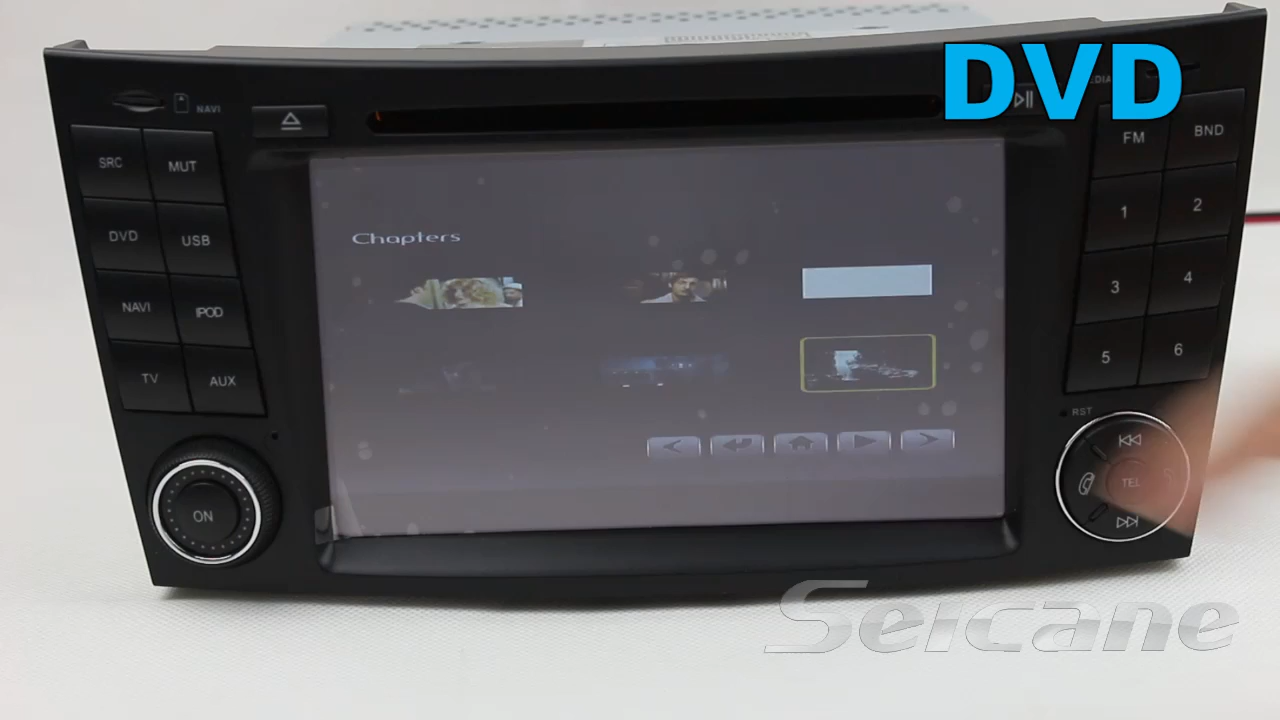 DVD
NAVI
SRC
MUT
DVD
USB
NAVI
IPOD
TV
AUX
ON
Chapters
FM
BND
1
2
3
4
5
6
RST
TEL
Seicane